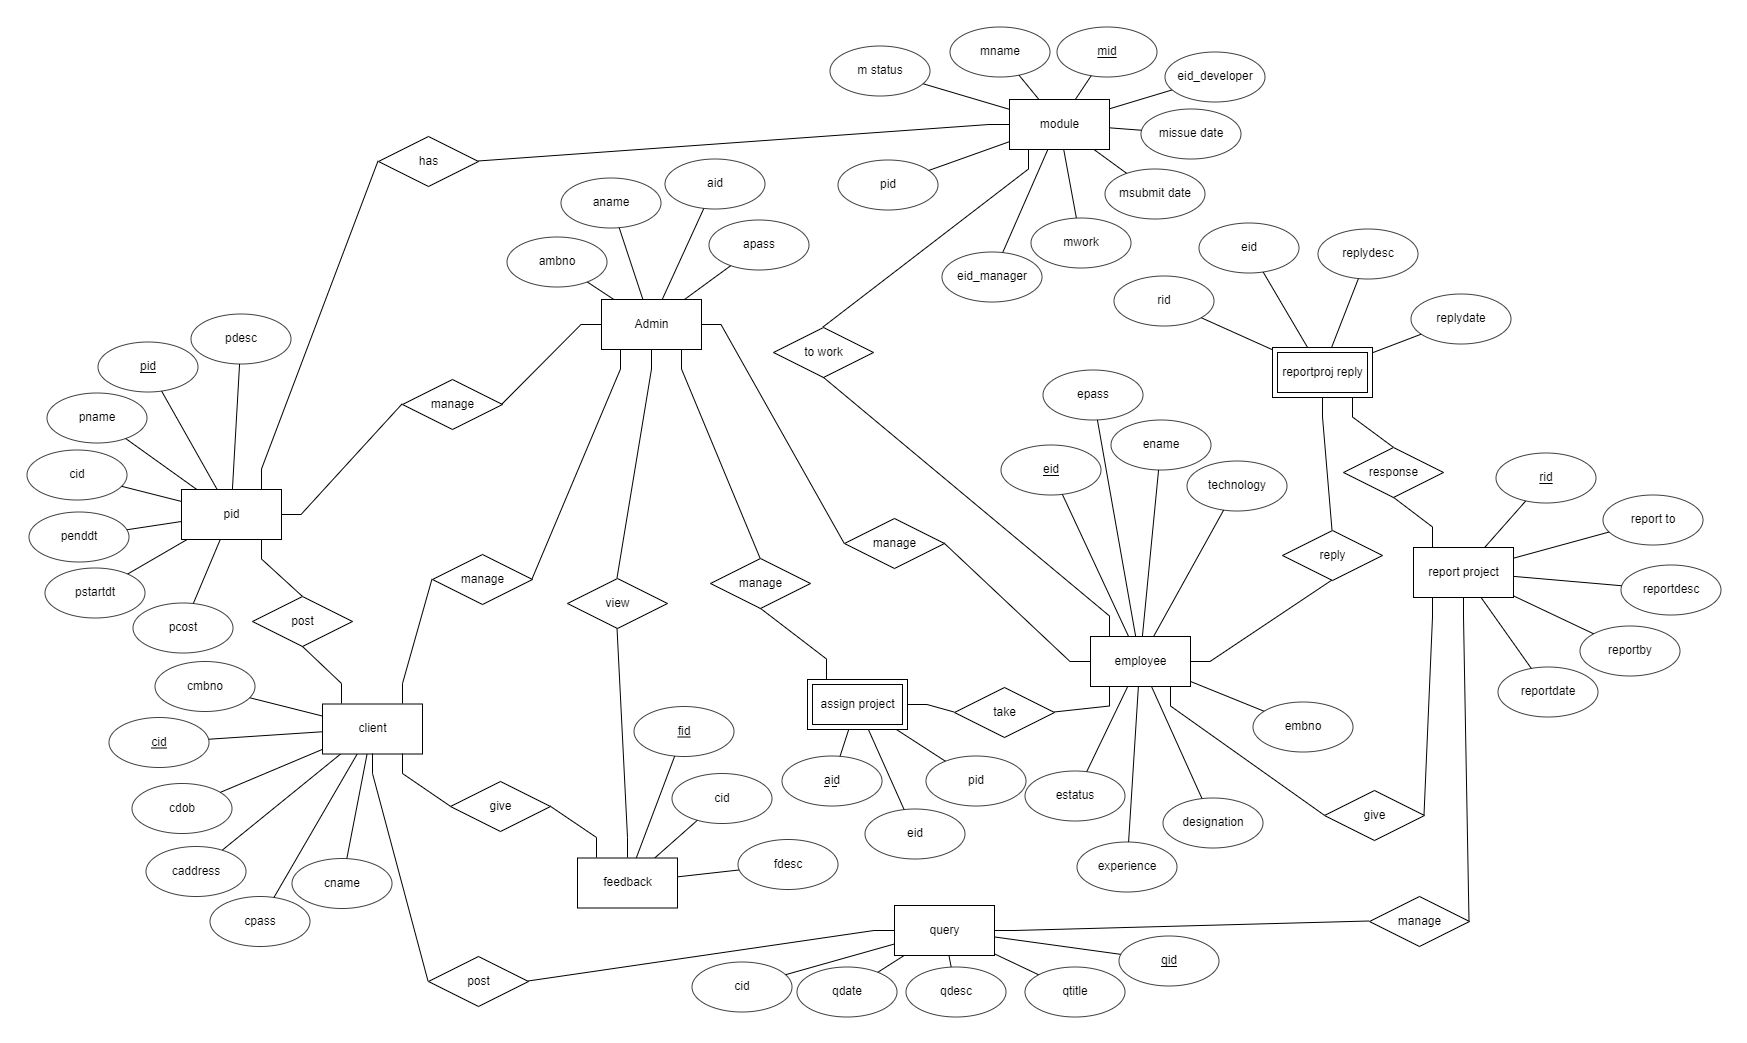 mname
mid
m status
eid_developer
module
missue date
has
aid
pid
msubmit date
aname
apass
mwork
eid
replydesc
ambno
eid_manager
rid
replydate
Admin
pdesc
to work
pid
reportproj reply
epass
manage
pname
ename
eid
response
cid
technology
rid
pid
report to
penddt
manage
reply
report project
manage
manage
reportdesc
pstartdt
view
post
pcost
reportby
employee
cmbno
reportdate
assign project
take
client
fid
embno
cid
aid
pid
estatus
cid
cdob
give
give
designation
eid
feedback
fdesc
experience
caddress
cname
cpass
query
manage
qid
post
cid
qdate
qdesc
qtitle